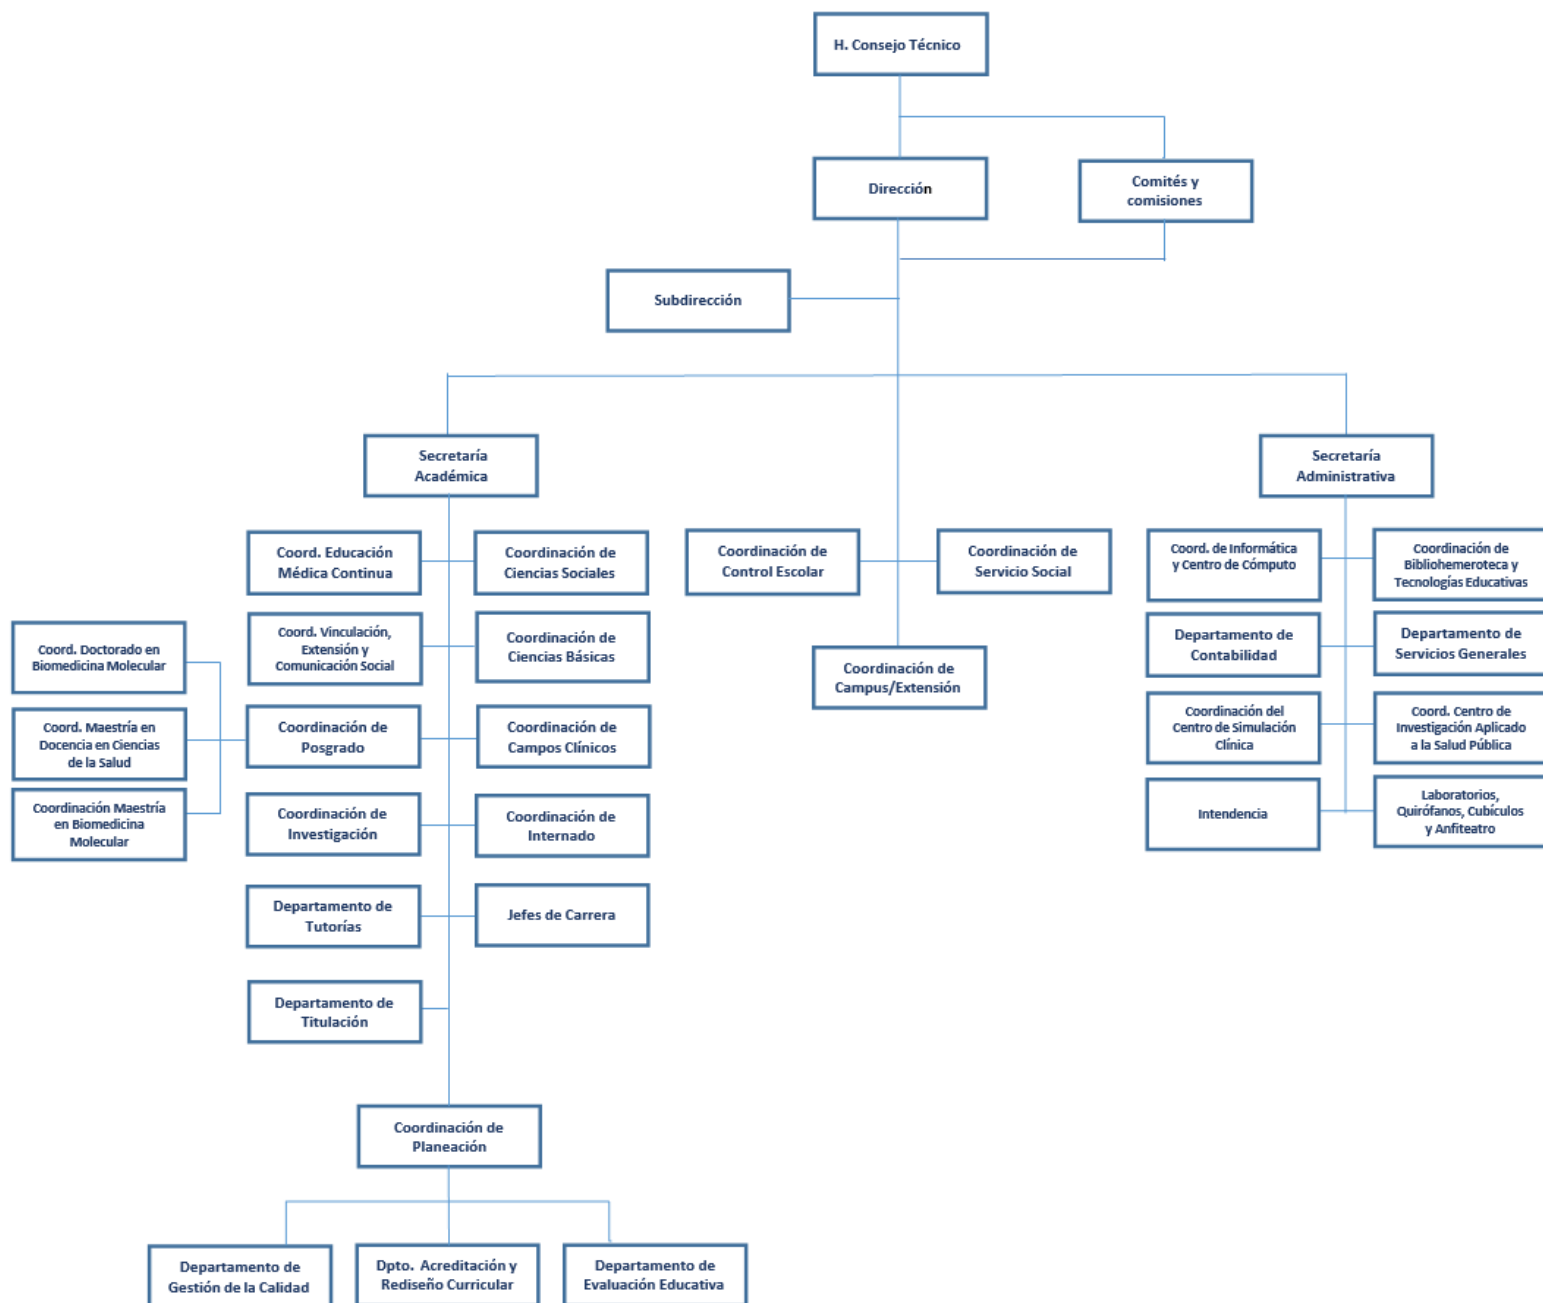 H. Consejo Técnico
Dirección
Comités y
comisiones
Subdirección
Secretaría
Académica
Secretaría
Administrativa
Coord. Educación
Médica Continua
Coordinación de
Ciencias Sociales
Coordinación de
Control Escolar
Coordinación de
Servicio Social
Coord. de Informática
y Centro de Cómputo
Coordinación de
Bibliohemeroteca y
Tecnologías Educativas
Coord. Doctorado en
Biomedicina Molecular
Coord. Vinculación,
Extensión y
Comunicación Social
Coordinación de
Ciencias Básicas
Coordinación de
Campus/Extensión
Departamento de
Contabilidad
Departamento de
Servicios Generales
Coord. Maestría en
Docencia en Ciencias
de la Salud
Coordinación de
Posgrado
Coordinación de
Campos Clínicos
Coordinación del
Centro de Simulación
Clínica
Coord. Centro de
Investigación Aplicado
a la Salud Pública
Coordinación Maestría
en Biomedicina
Molecular
Coordinación de
Investigación
Coordinación de
Internado
Intendencia
Laboratorios,
Quirófanos, Cubículos
y Anfiteatro
Departamento de
Tutorías
Jefes de Carrera
Departamento de
Titulación
Coordinación de
Planeación
Departamento de
Gestión de la Calidad
Dpto. Acreditación y
Rediseño Curricular
Departamento de
Evaluación Educativa